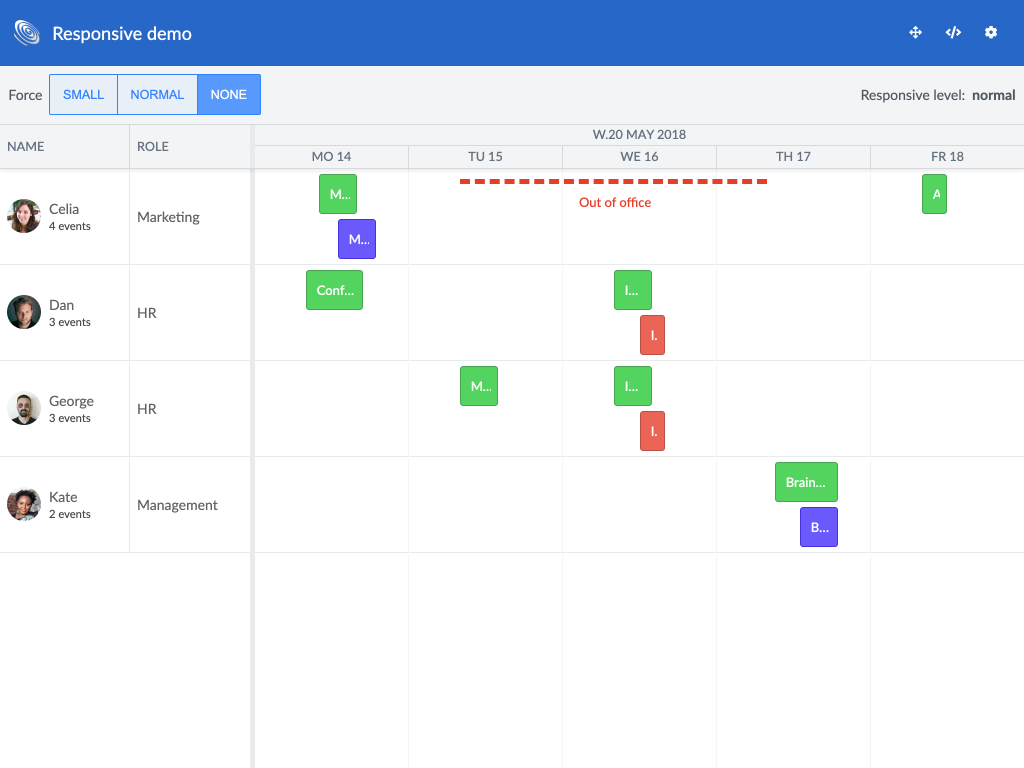 Responsive demo
Force SMALL NORMAL NONE Responsive level: normal
NAME ROLE W.20 MAY 2018
MO 14 TU 15 WE 16 TH 17 FR 18
Celia
4 events
Marketing
M...
Out of office
A
M...
Dan
3 events
HR
Conf...
I...
I.
George
3 events
HR
M...
I...
I.
Kate
2 events
Management
Brain...
B...